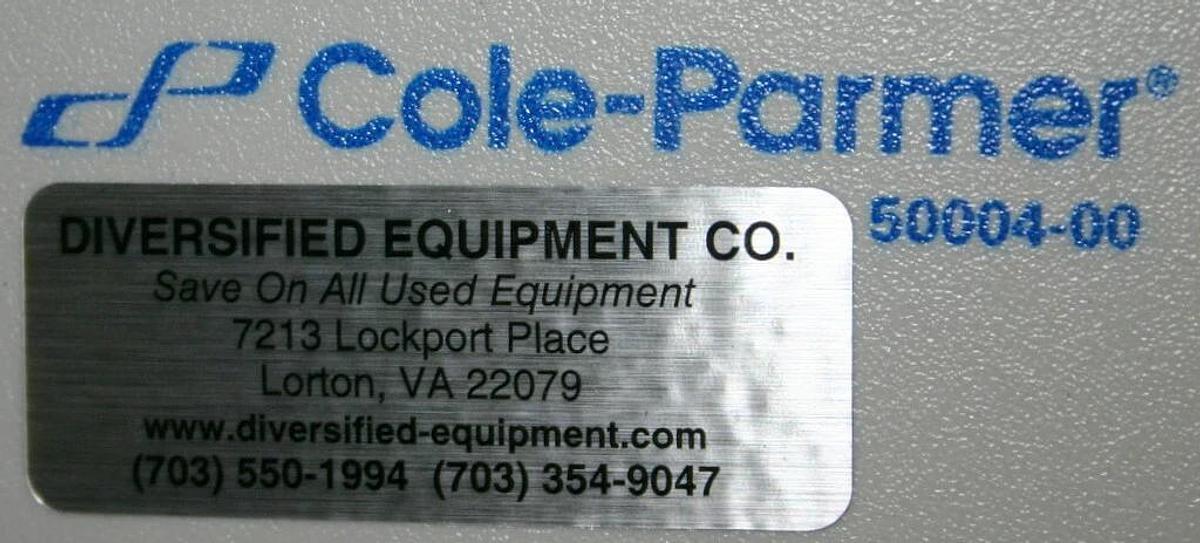 cp Cole-Parmer®
50004-00
DIVERSIFIED EQUIPMENT CO.
Save On All Used Equipment
7213 Lockport Place
Lorton, VA 22079
www.diversified-equipment.com
(703) 550-1994 (703) 354-9047